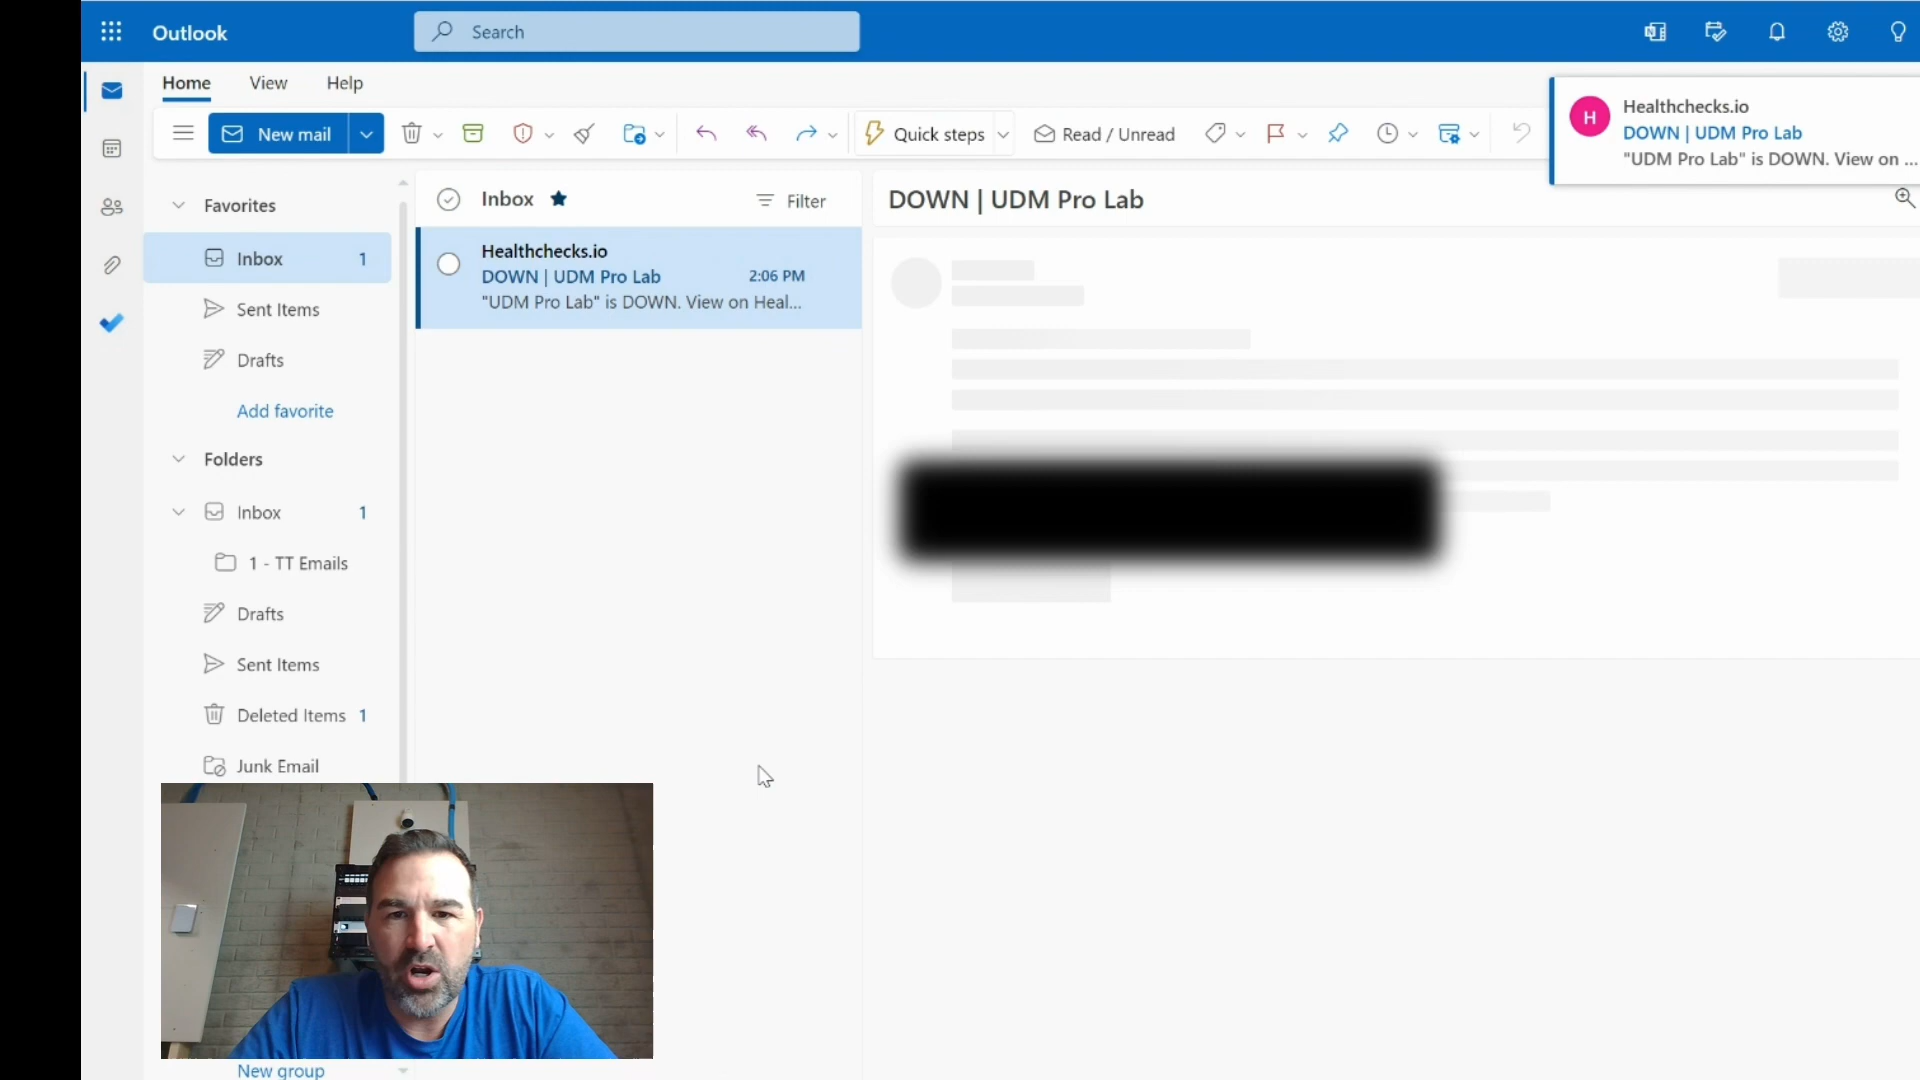 Outlook
Search
Home View Help
New mail
Quick steps
Read / Unread
H
Healthchecks.io
DOWN | UDM Pro Lab
"UDM Pro Lab" is DOWN. View on ...
Favorites
Inbox 1
Sent Items
Drafts
Add favorite
Folders
Inbox 1
1 - TT Emails
Drafts
Sent Items
Deleted Items 1
Junk Email
New group
Inbox
Filter
Healthchecks.io
DOWN | UDM Pro Lab 2:06 PM
"UDM Pro Lab" is DOWN. View on Heal...
DOWN | UDM Pro Lab